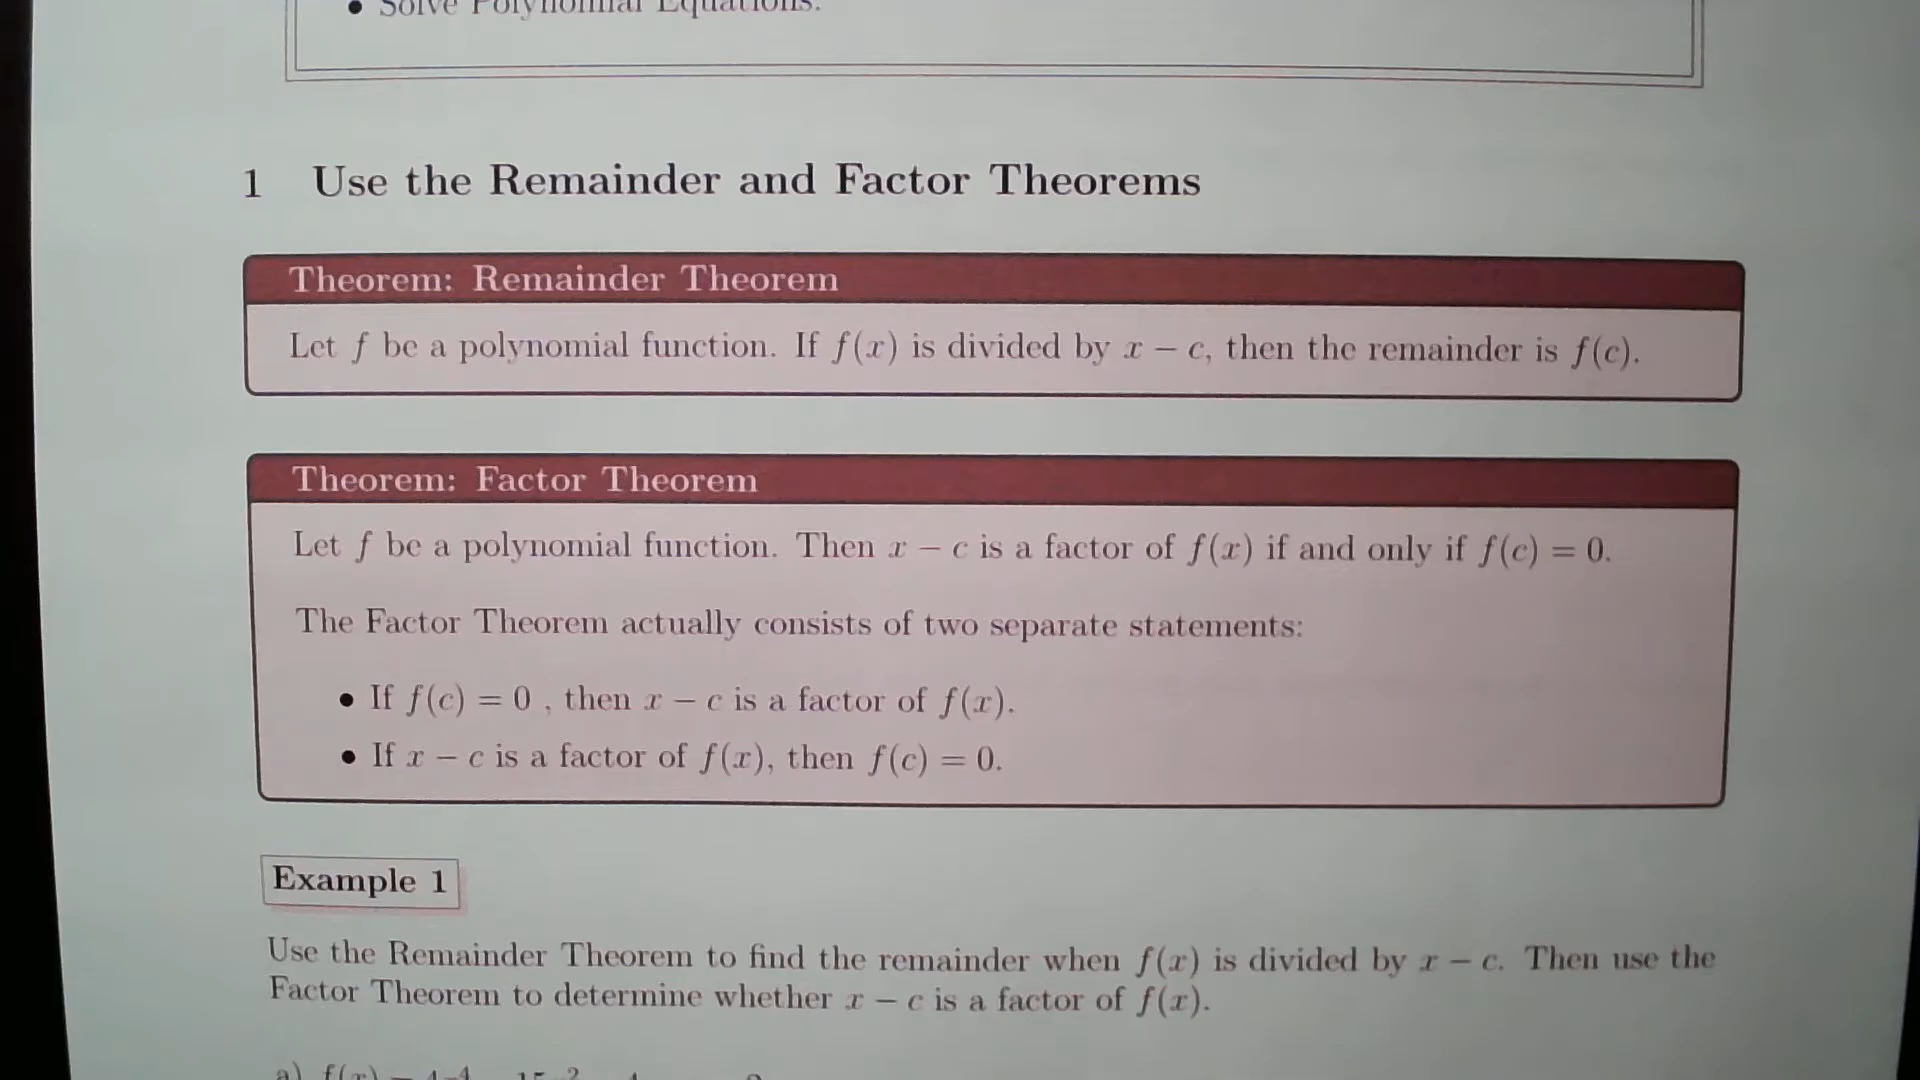 • Solve Polynomial Equations.
1 Use the Remainder and Factor Theorems
Theorem: Remainder Theorem
Let f be a polynomial function. If f(x) is divided by x − c, then the remainder is f(c).
Theorem: Factor Theorem
Let f be a polynomial function. Then x − c is a factor of f(x) if and only if f(c) = 0.
The Factor Theorem actually consists of two separate statements:
• If f(c) = 0 , then x − c is a factor of f(x).
• If x − c is a factor of f(x), then f(c) = 0.
Example 1
Use the Remainder Theorem to find the remainder when f(x) is divided by x − c. Then use the
Factor Theorem to determine whether x − c is a factor of f(x).
a) f(x)